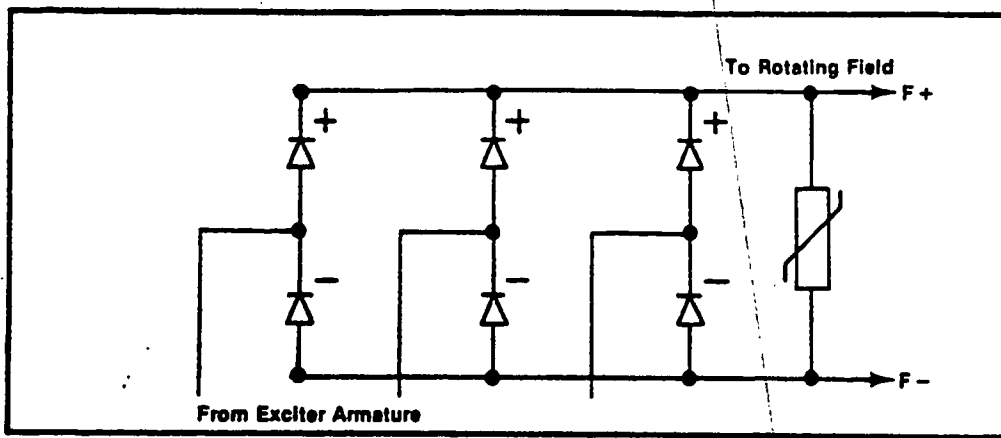 To Rotating Field
F+
+ + +
- - -
F-
From Exciter Armature